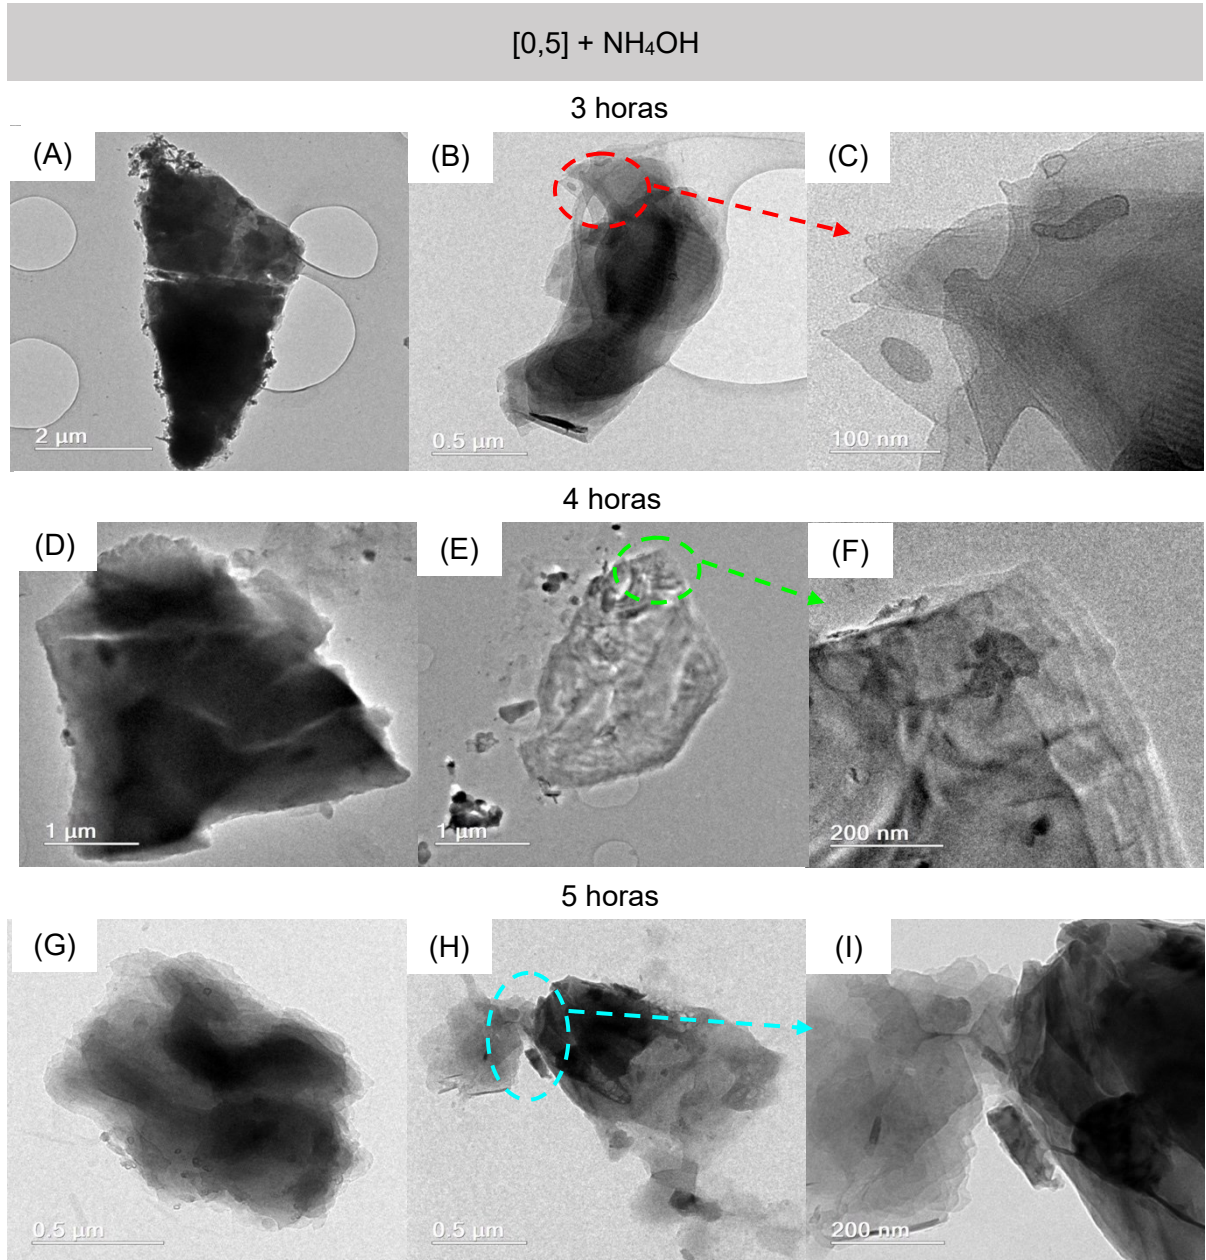 [0,5] + NH₄OH
3 horas
(A)
(B)
(C)
2 µm
0.5 µm
100 nm
4 horas
(D)
(E)
(F)
1 µm
1 µm
200 nm
5 horas
(G)
(H)
(I)
0.5 µm
0.5 µm
200 nm